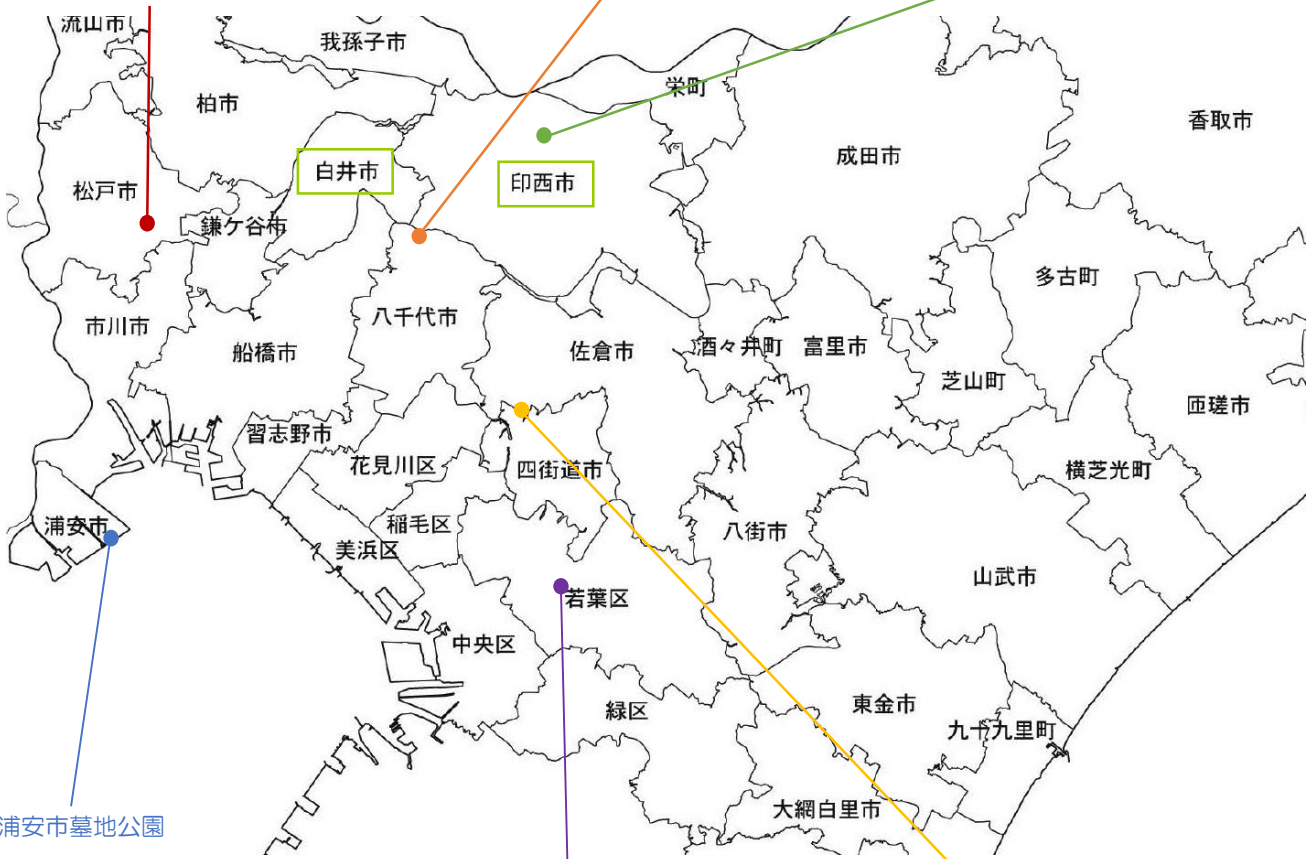 流山市
我孫子市
柏市
栄町
香取市
成田市
白井市
印西市
松戸市
鎌ケ谷市
多古町
市川市
八千代市
船橋市
佐倉市
酒々井町
富里市
芝山町
匝瑳市
習志野市
花見川区
四街道市
横芝光町
浦安市
稲毛区
美浜区
八街市
山武市
若葉区
中央区
緑区
東金市
九十九里町
大網白里市
浦安市墓地公園